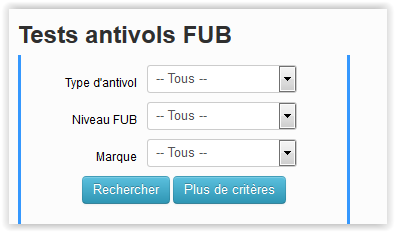 Tests antivols FUB
Type d'antivol -- Tous --
Niveau FUB -- Tous --
Marque -- Tous --
Rechercher Plus de critères